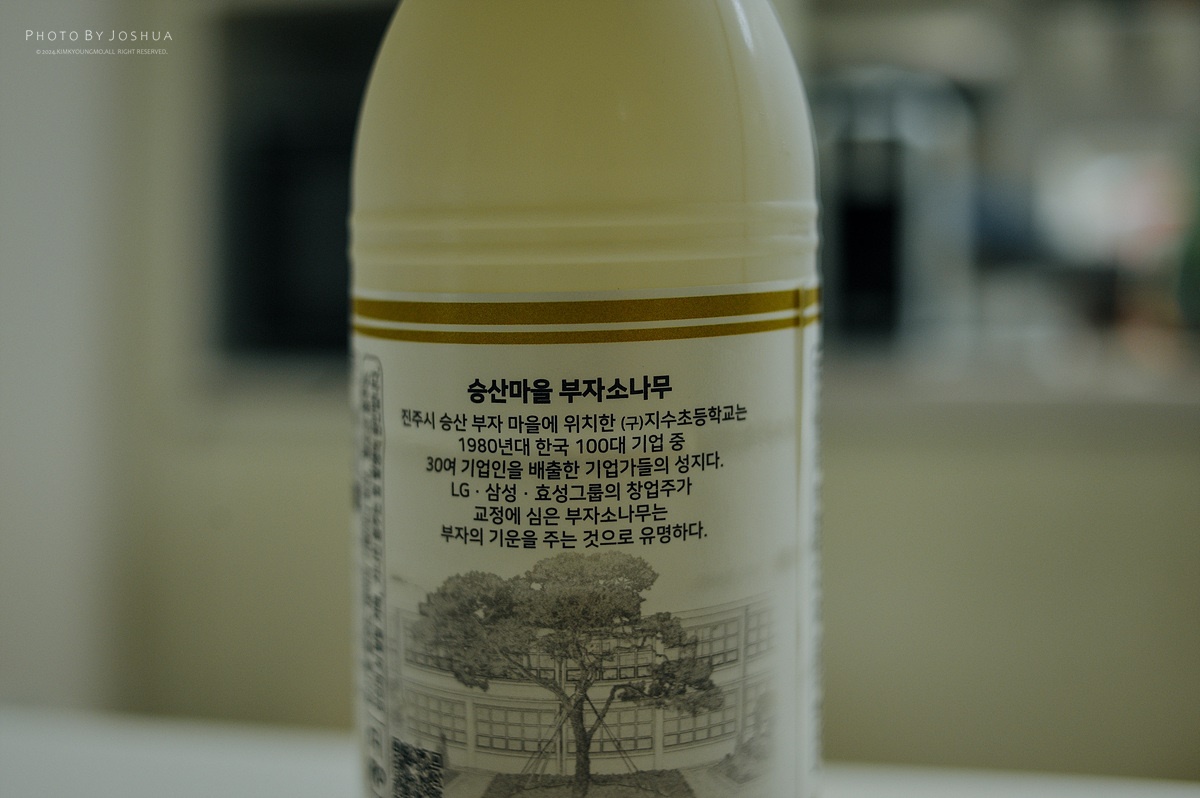 PHOTO BY JOSHUA
© 2024.KIMKYOUNGMO.ALL RIGHT RESERVED.
승산마을 부자소나무
진주시 승산 부자 마을에 위치한 (구)지수초등학교는
1980년대 한국 100대 기업 중
30여 기업인을 배출한 기업가들의 성지다.
LG · 삼성 · 효성그룹의 창업주가
교정에 심은 부자소나무는
부자의 기운을 주는 것으로 유명하다.